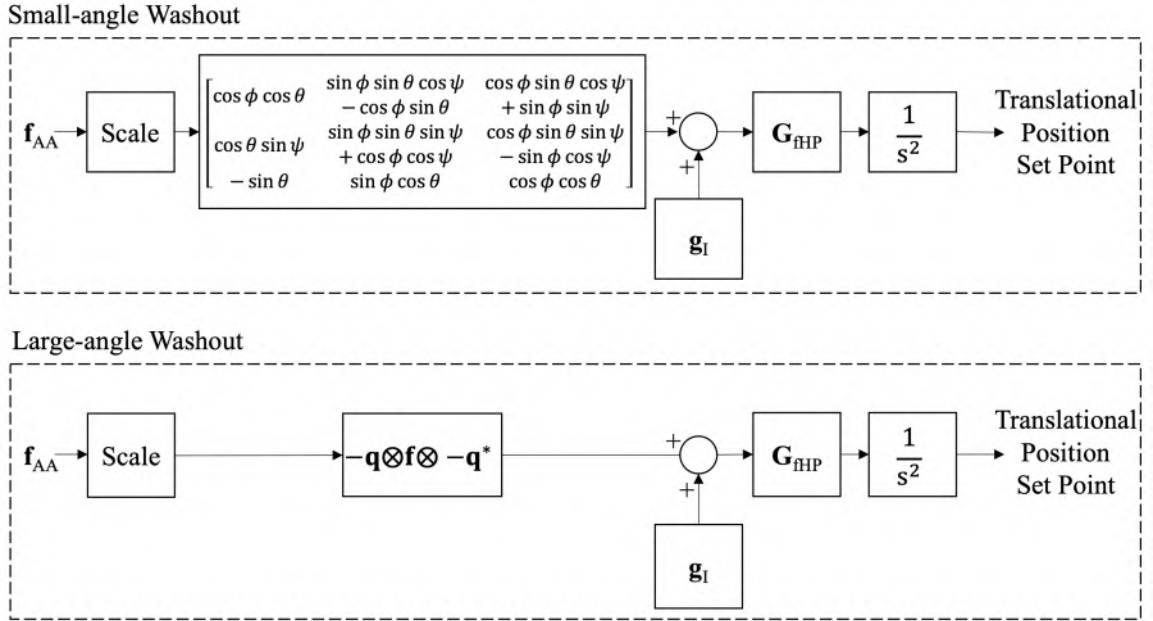 Small-angle Washout
f_AA
Scale
cos ϕ cos θ   sin ϕ sin θ cos ψ − cos ϕ sin θ   cos ϕ sin θ cos ψ + sin ϕ sin ψ
cos θ sin ψ   sin ϕ sin θ sin ψ + cos ϕ cos ψ   cos ϕ sin θ sin ψ − sin ϕ cos ψ
− sin θ   sin ϕ cos θ   cos ϕ cos θ
+
+
g_I
G_fHP
1
s²
Translational
Position
Set Point
Large-angle Washout
f_AA
Scale
−q⊗f⊗ −q*
+
+
g_I
G_fHP
1
s²
Translational
Position
Set Point